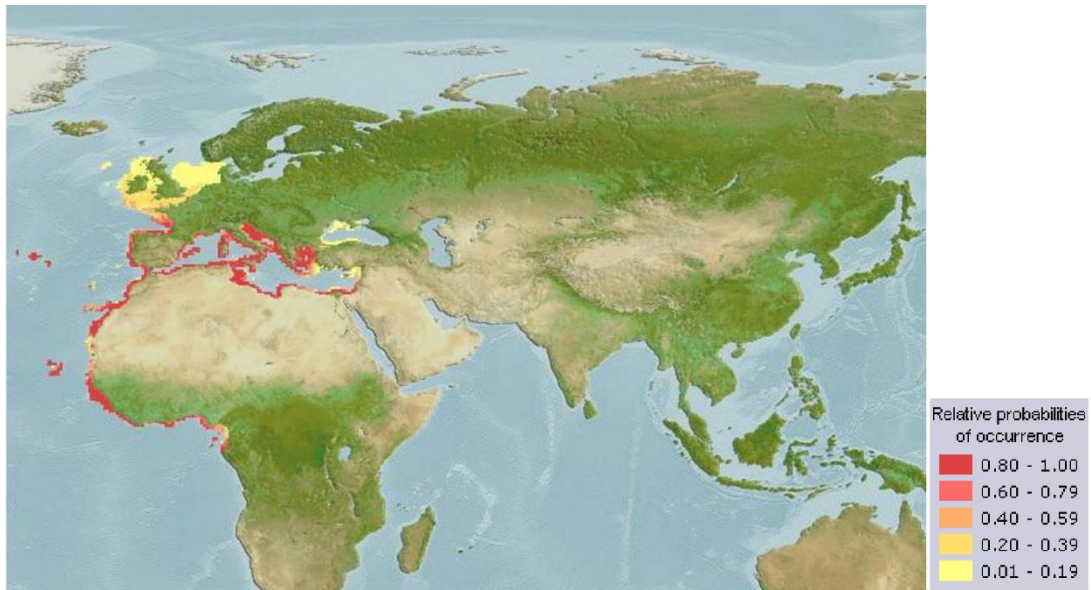 Relative probabilities
of occurrence
0.80 - 1.00
0.60 - 0.79
0.40 - 0.59
0.20 - 0.39
0.01 - 0.19